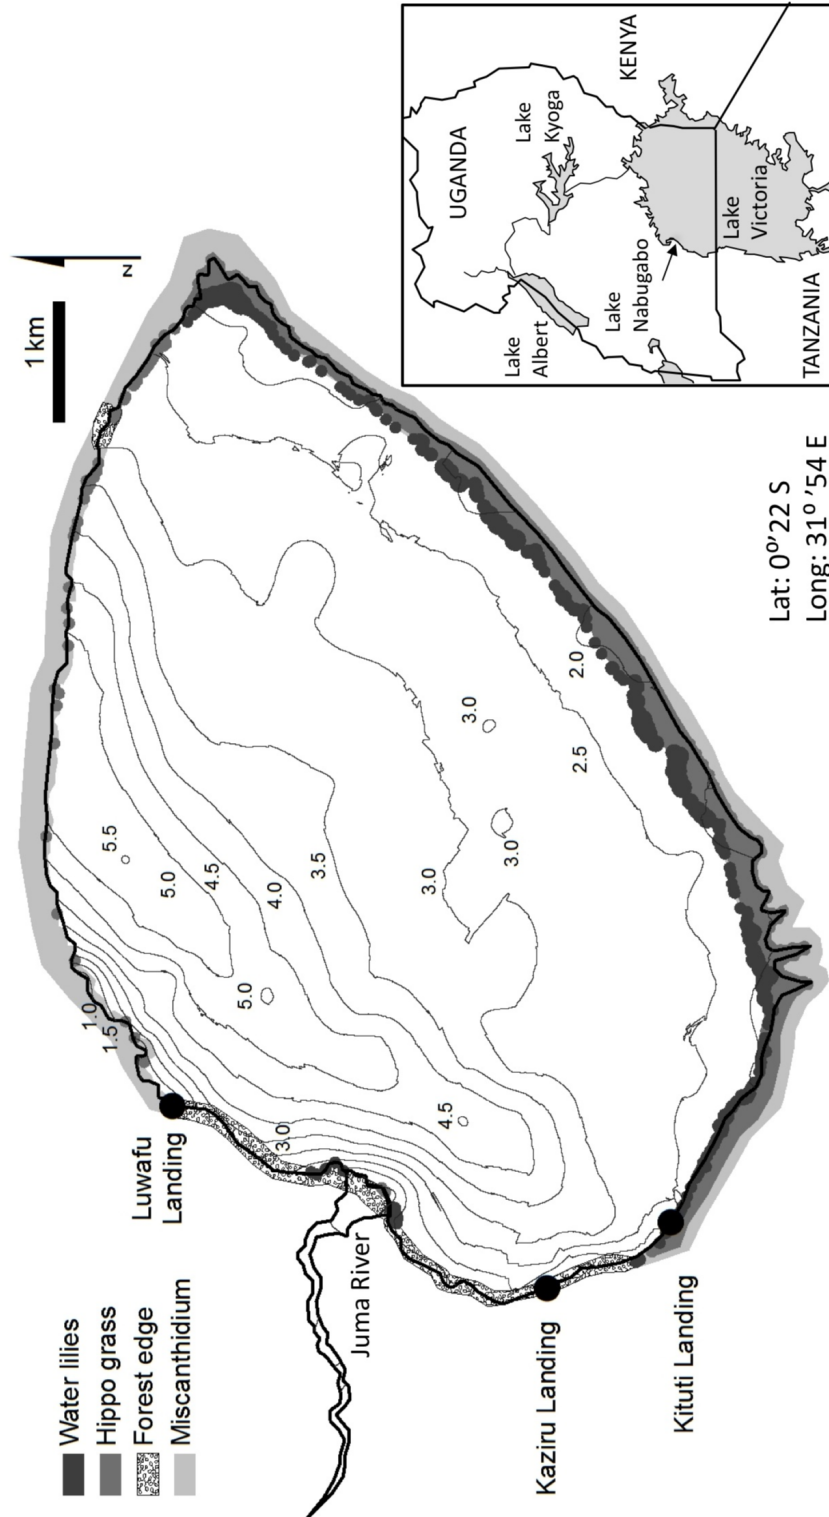 Water lilies
Hippo grass
Forest edge
Miscanthidium
1 km
N
Luwafu
Landing
Juma River
Kaziru Landing
Kituti Landing
1.0
1.5
3.0
5.5
5.0
4.5
4.0
3.5
3.0
5.0
4.5
3.0
3.0
2.5
2.0
UGANDA
KENYA
Lake
Kyoga
Lake
Albert
Lake
Nabugabo
Lake
Victoria
TANZANIA
Lat: 0⁰'22 S
Long: 31⁰ '54 E